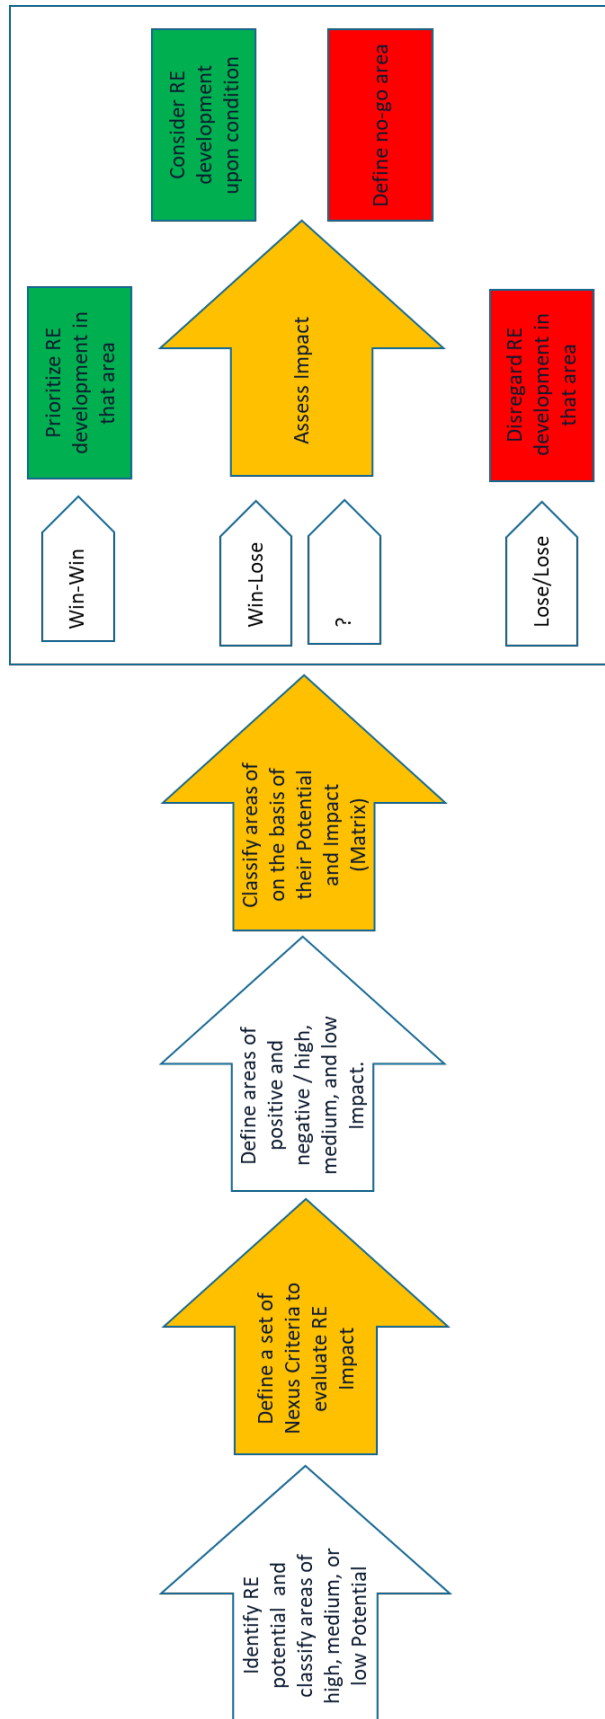 Identify RE
potential and
classify areas of
high, medium, or
low Potential
Define a set of
Nexus Criteria to
evaluate RE
Impact
Define areas of
positive and
negative / high,
medium, and low
Impact.
Classify areas of
on the basis of
their Potential
and Impact
(Matrix)
Win-Win
Prioritize RE
development in
that area
Win-Lose
?
Assess Impact
Consider RE
development
upon condition
Define no-go area
Lose/Lose
Disregard RE
development in
that area